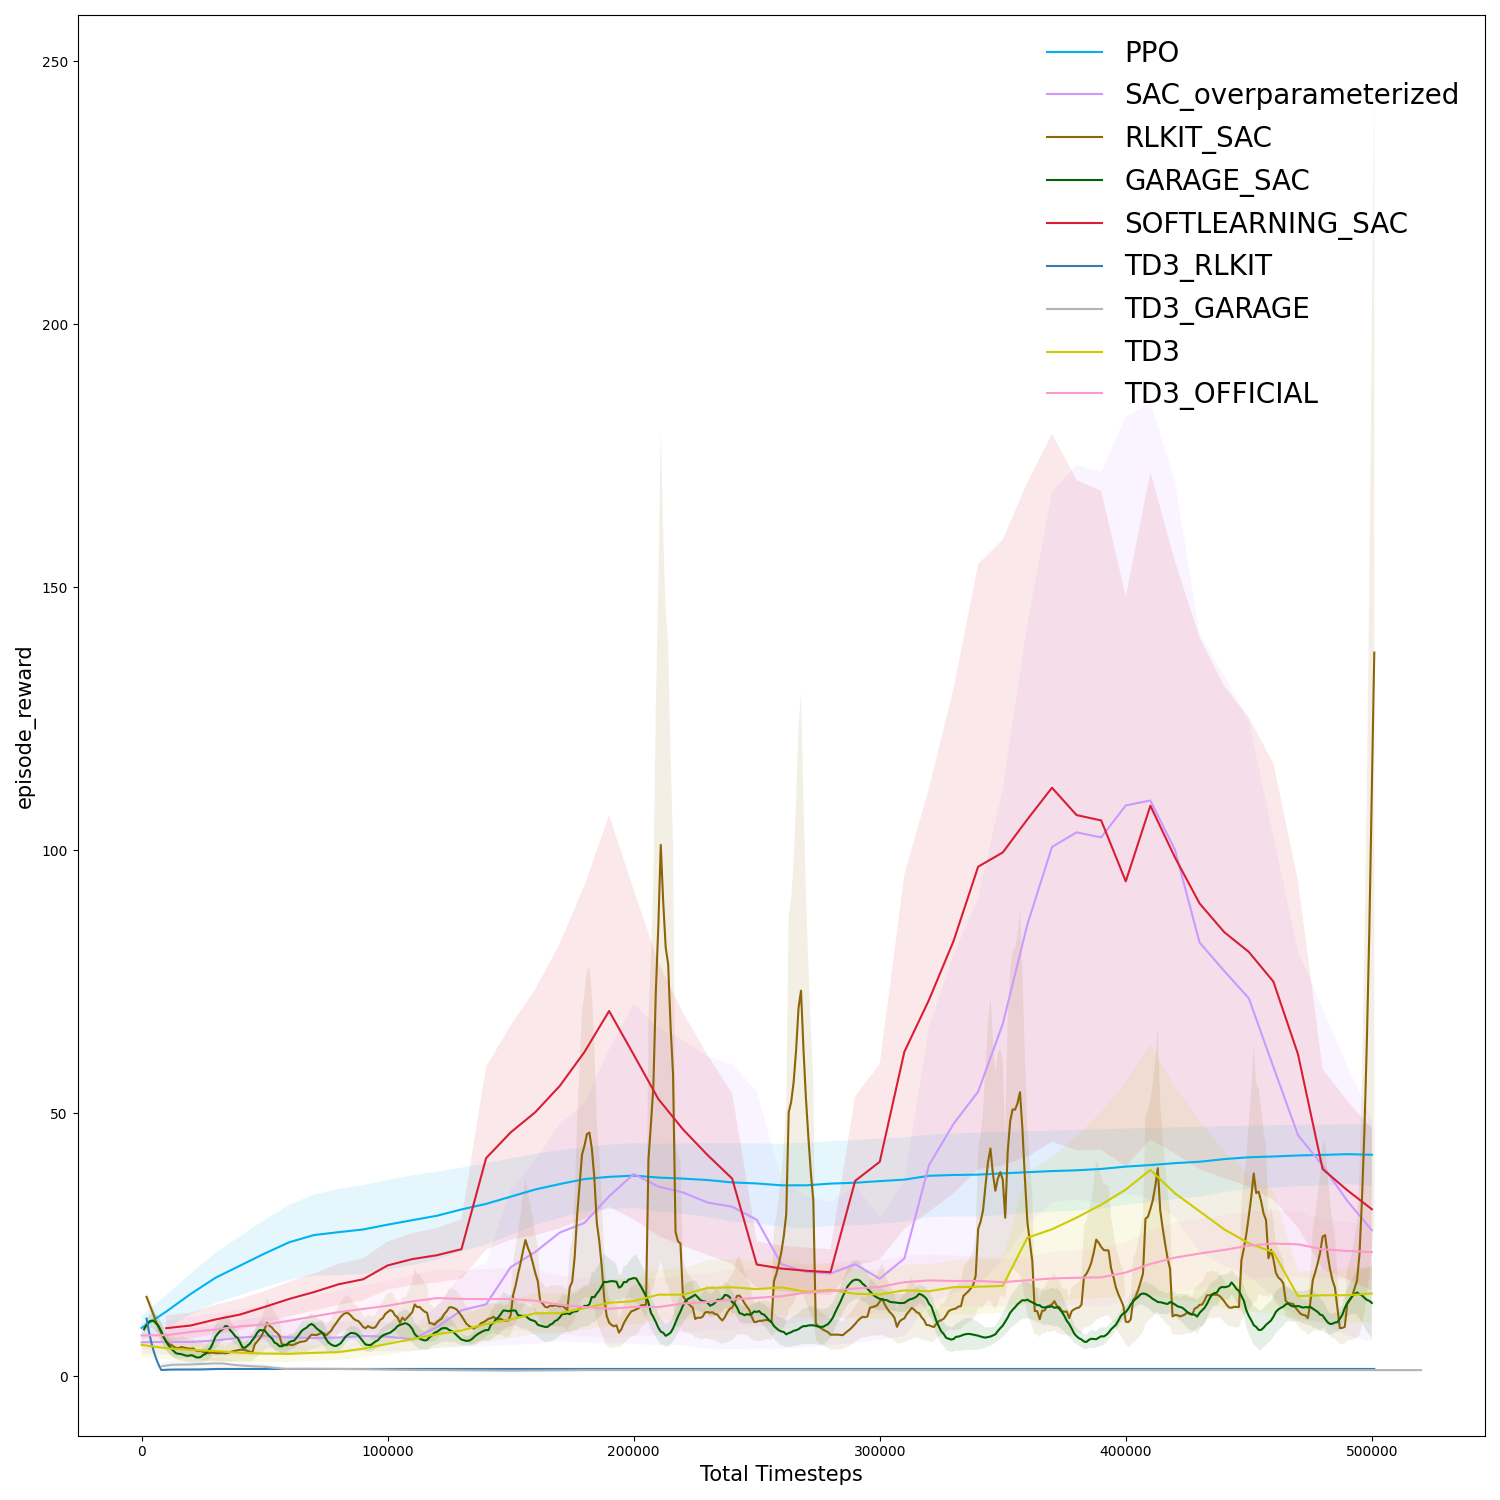 250
200
150
100
50
0
episode_reward
PPO
SAC_overparameterized
RLKIT_SAC
GARAGE_SAC
SOFTLEARNING_SAC
TD3_RLKIT
TD3_GARAGE
TD3
TD3_OFFICIAL
0 100000 200000 300000 400000 500000
Total Timesteps